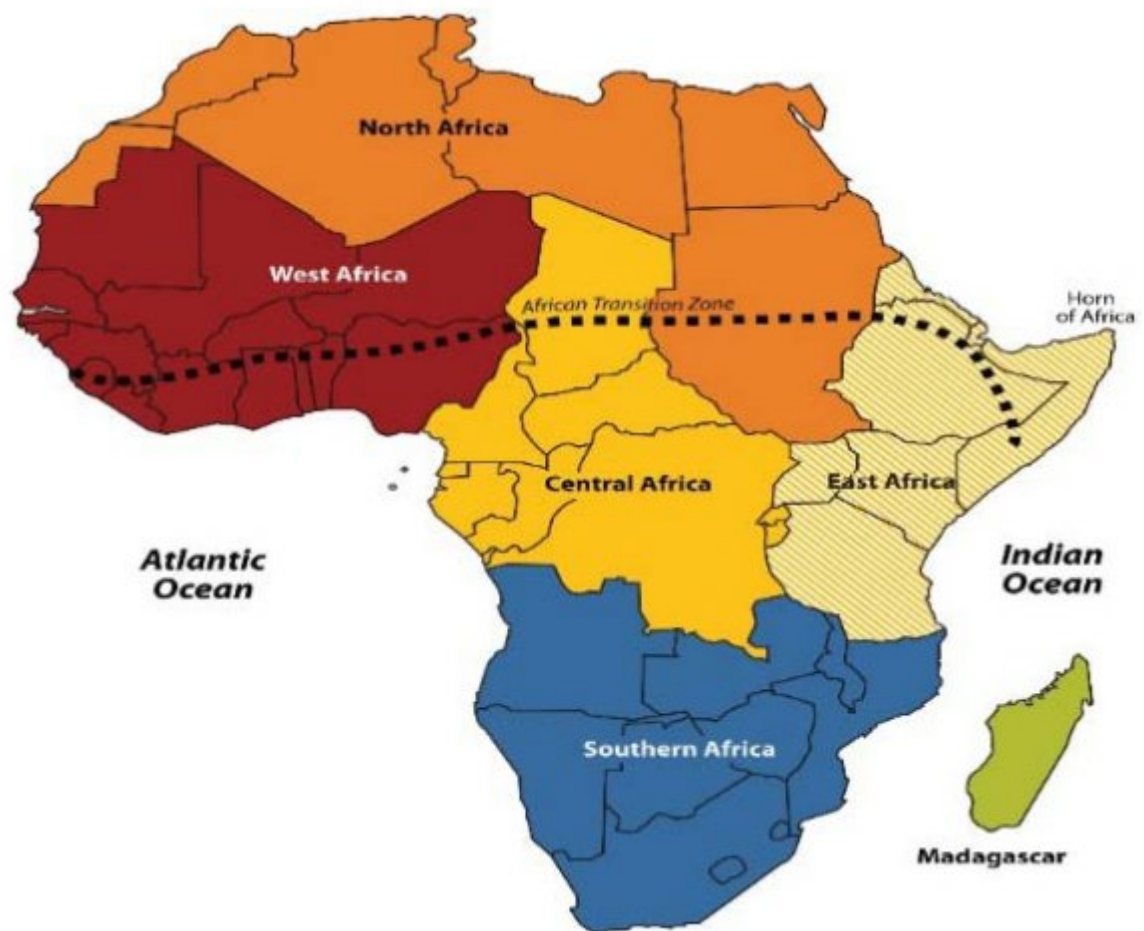 North Africa
West Africa
African Transition Zone
Horn
of Africa
Central Africa
East Africa
Atlantic
Ocean
Indian
Ocean
Southern Africa
Madagascar